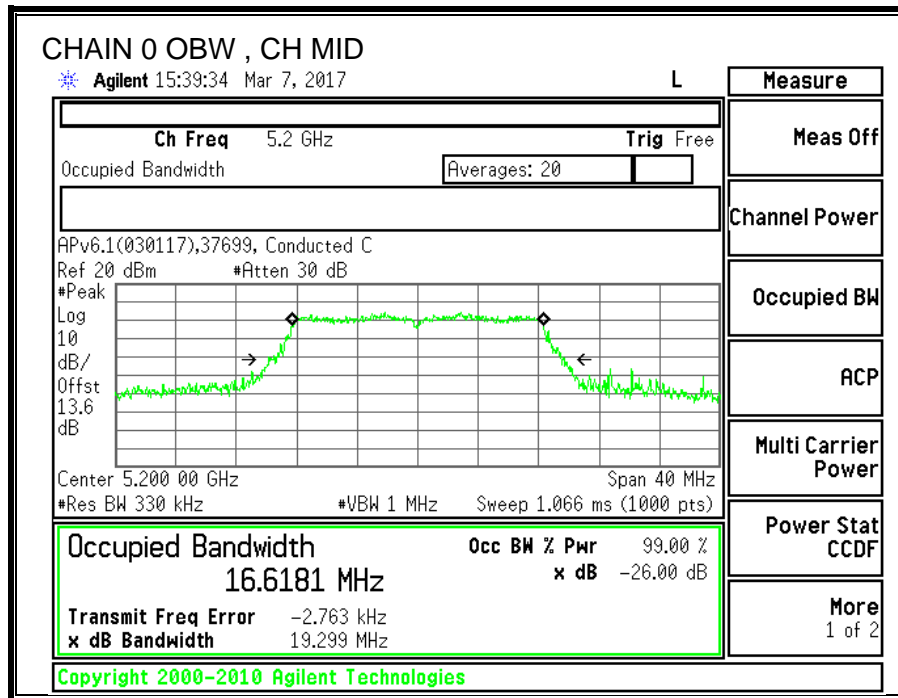 CHAIN 0 OBW , CH MID
Agilent 15:39:34 Mar 7, 2017 L
Measure
Ch Freq 5.2 GHz Trig Free
Meas Off
Occupied Bandwidth Averages: 20
Channel Power
APv6.1(030117),37699, Conducted C
Ref 20 dBm #Atten 30 dB
#Peak
Log
10
dB/
Offst
13.6
dB
Occupied BW
ACP
Multi Carrier
Power
Center 5.200 00 GHz Span 40 MHz
#Res BW 330 kHz #VBW 1 MHz Sweep 1.066 ms (1000 pts)
Power Stat
CCDF
Occupied Bandwidth Occ BW % Pwr 99.00 %
16.6181 MHz x dB -26.00 dB
Transmit Freq Error -2.763 kHz
x dB Bandwidth 19.299 MHz
More
1 of 2
Copyright 2000-2010 Agilent Technologies